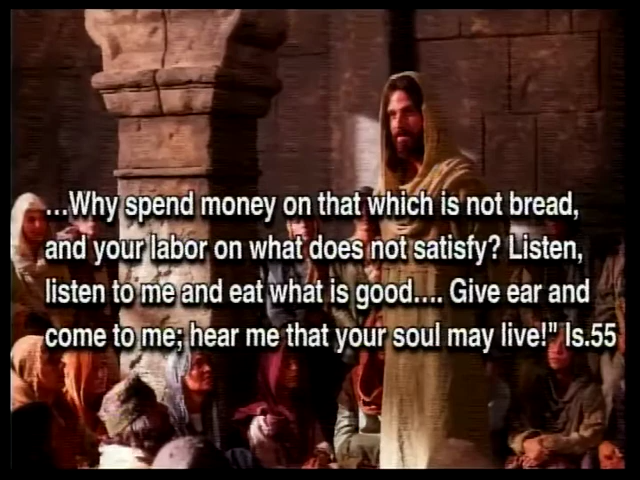 ...Why spend money on that which is not bread,
and your labor on what does not satisfy? Listen,
listen to me and eat what is good.... Give ear and
come to me; hear me that your soul may live!" Is.55